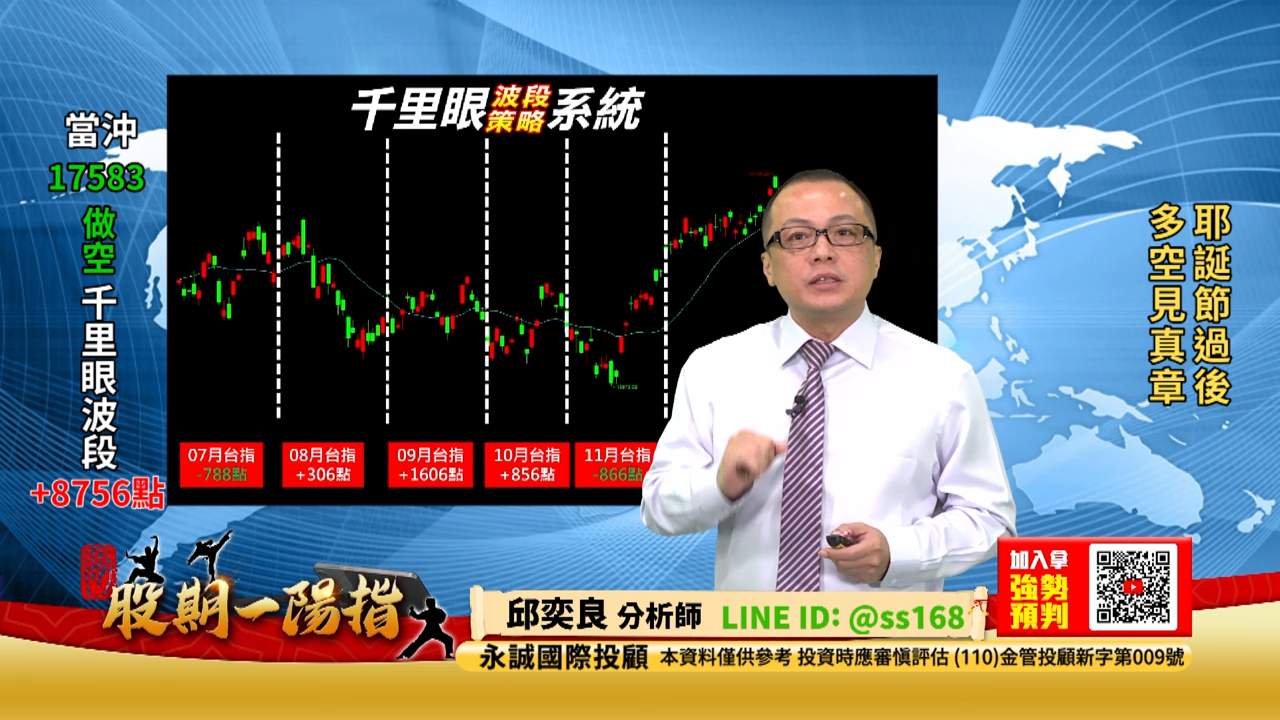 千里眼波段策略系統
當沖
17583
做空
千里眼波段
+8756點
耶誕節過後
多空見真章
07月台指
-788點
08月台指
+306點
09月台指
+1606點
10月台指
+856點
11月台指
-866點
股期一陽指
邱奕良 分析師 LINE ID: @ss168
加入拿
強勢
預判
永誠國際投顧 本資料僅供參考 投資時應審慎評估 (110)金管投顧新字第009號